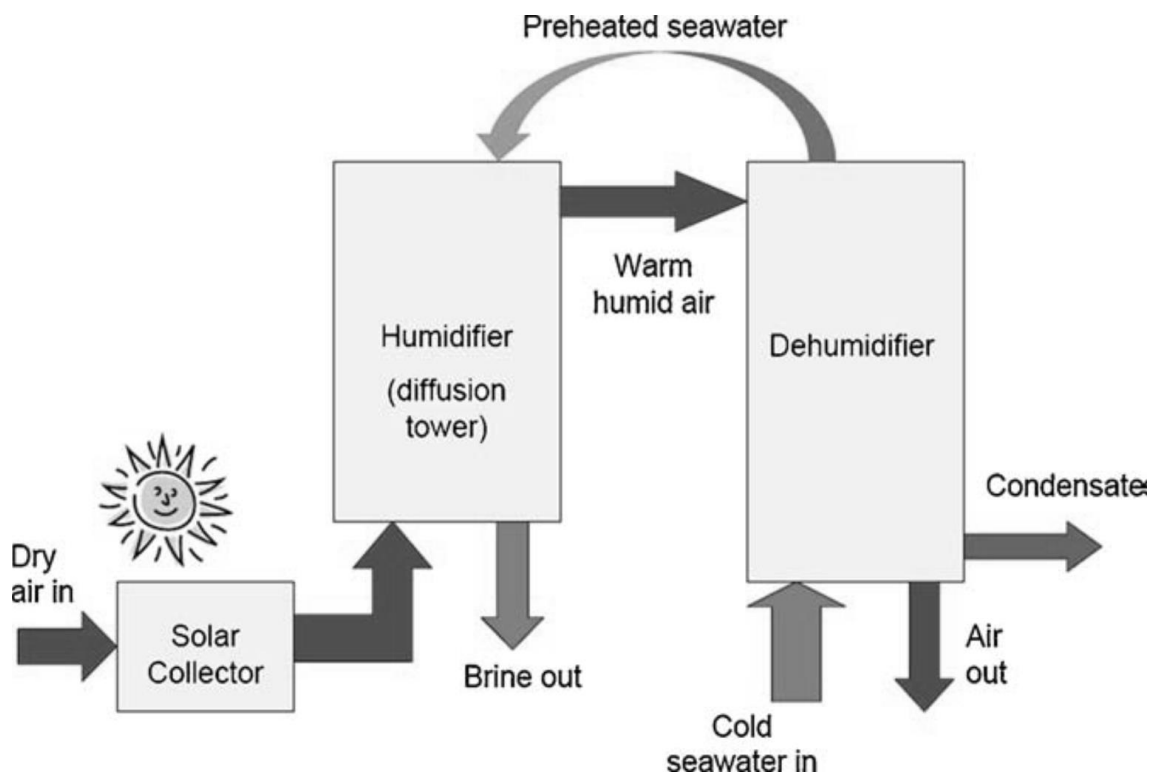 Preheated seawater
Warm
humid air
Humidifier
(diffusion
tower)
Dehumidifier
Condensate
Dry
air in
Solar
Collector
Brine out
Air
out
Cold
seawater in